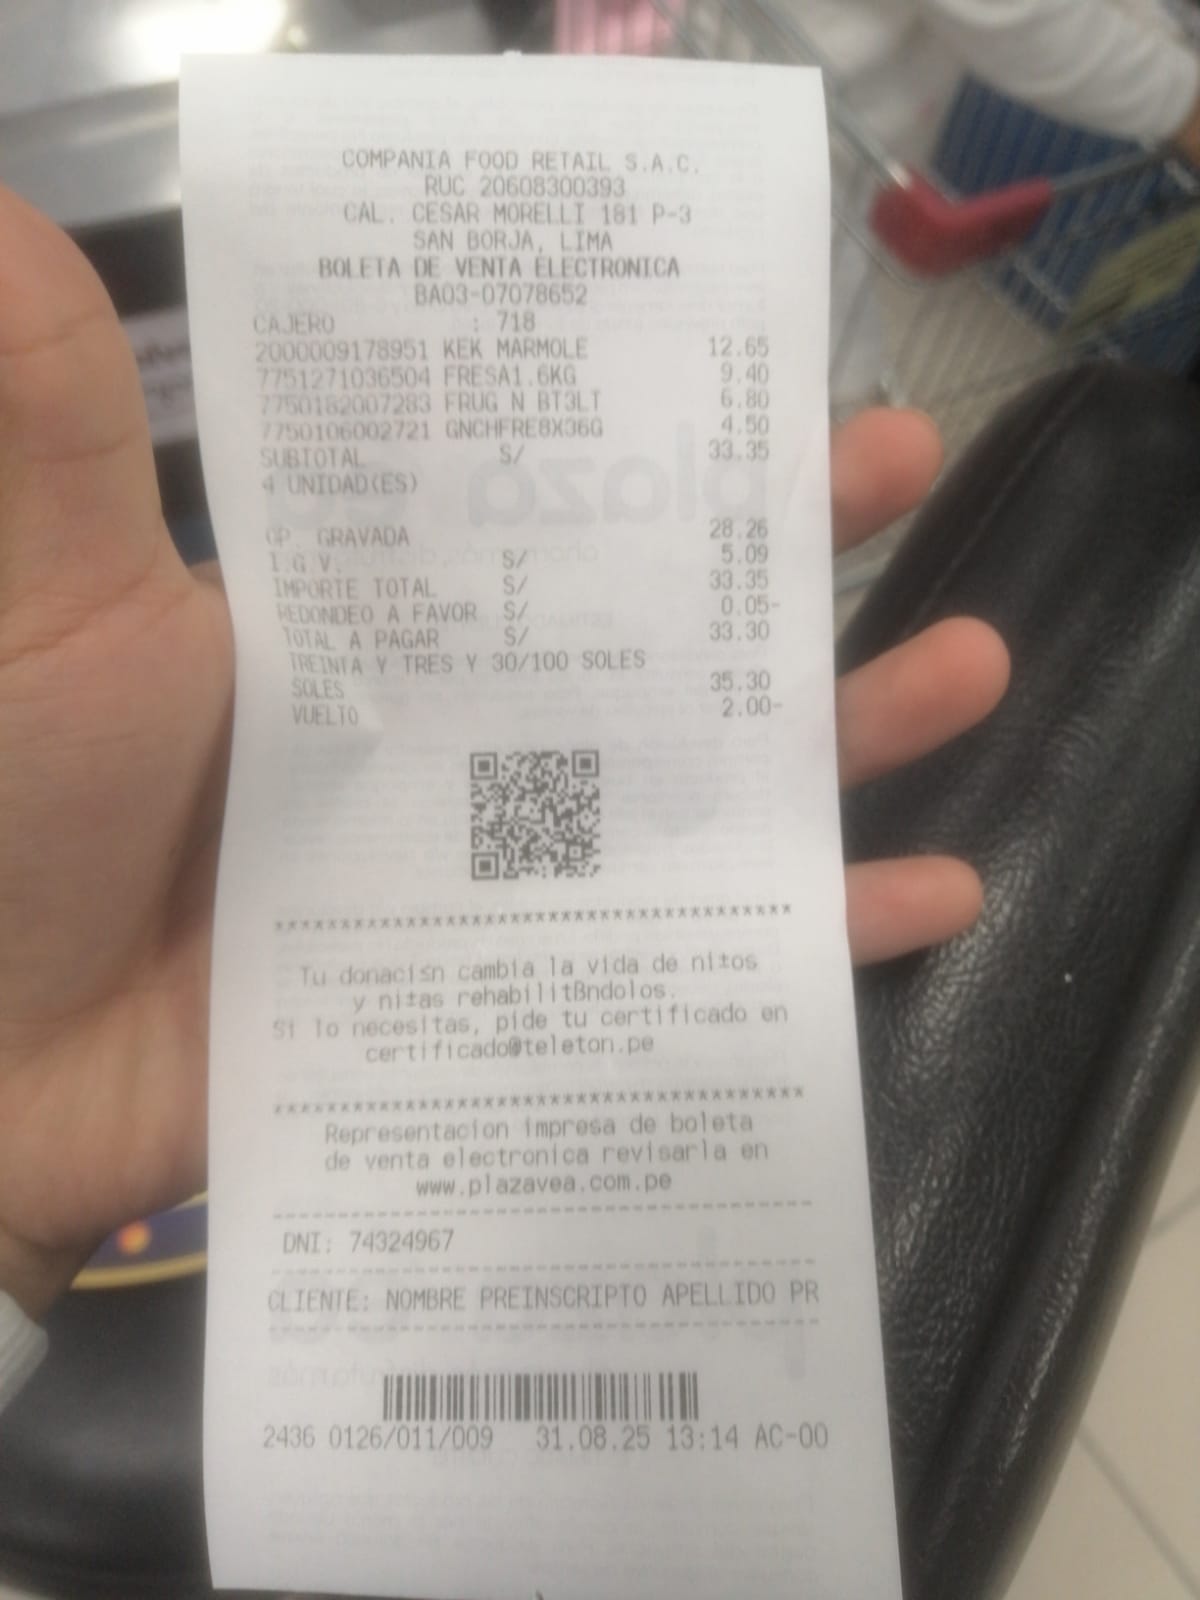 COMPANIA FOOD RETAIL S.A.C.
RUC 20608300393
CAL. CESAR MORELLI 181 P-3
SAN BORJA, LIMA
BOLETA DE VENTA ELECTRONICA
BA03-07078652
CAJERO : 718
2000009178951 KEK MARMOLE 12.65
7751271036504 FRESA1.6KG 9.40
7750182007283 FRUG N BT3LT 6.80
7750106002721 GNCHFRE8X36G 4.50
SUBTOTAL S/ 33.35
4 UNIDAD(ES)
OP. GRAVADA 28.26
I.G.V. S/ 5.09
IMPORTE TOTAL S/ 33.35
REDONDEO A FAVOR S/ 0.05-
TOTAL A PAGAR S/ 33.30
TREINTA Y TRES Y 30/100 SOLES
SOLES 35.30
VUELTO 2.00-
****************************************
Tu donaciśn cambia la vida de ni±os
y ni±as rehabilitßndolos.
Si lo necesitas, pide tu certificado en
certificado@teleton.pe
****************************************
Representacion impresa de boleta
de venta electronica revisarla en
www.plazavea.com.pe
----------------------------------------
DNI: 74324967
----------------------------------------
CLIENTE: NOMBRE PREINSCRIPTO APELLIDO PR
----------------------------------------
2436 0126/011/009 31.08.25 13:14 AC-00